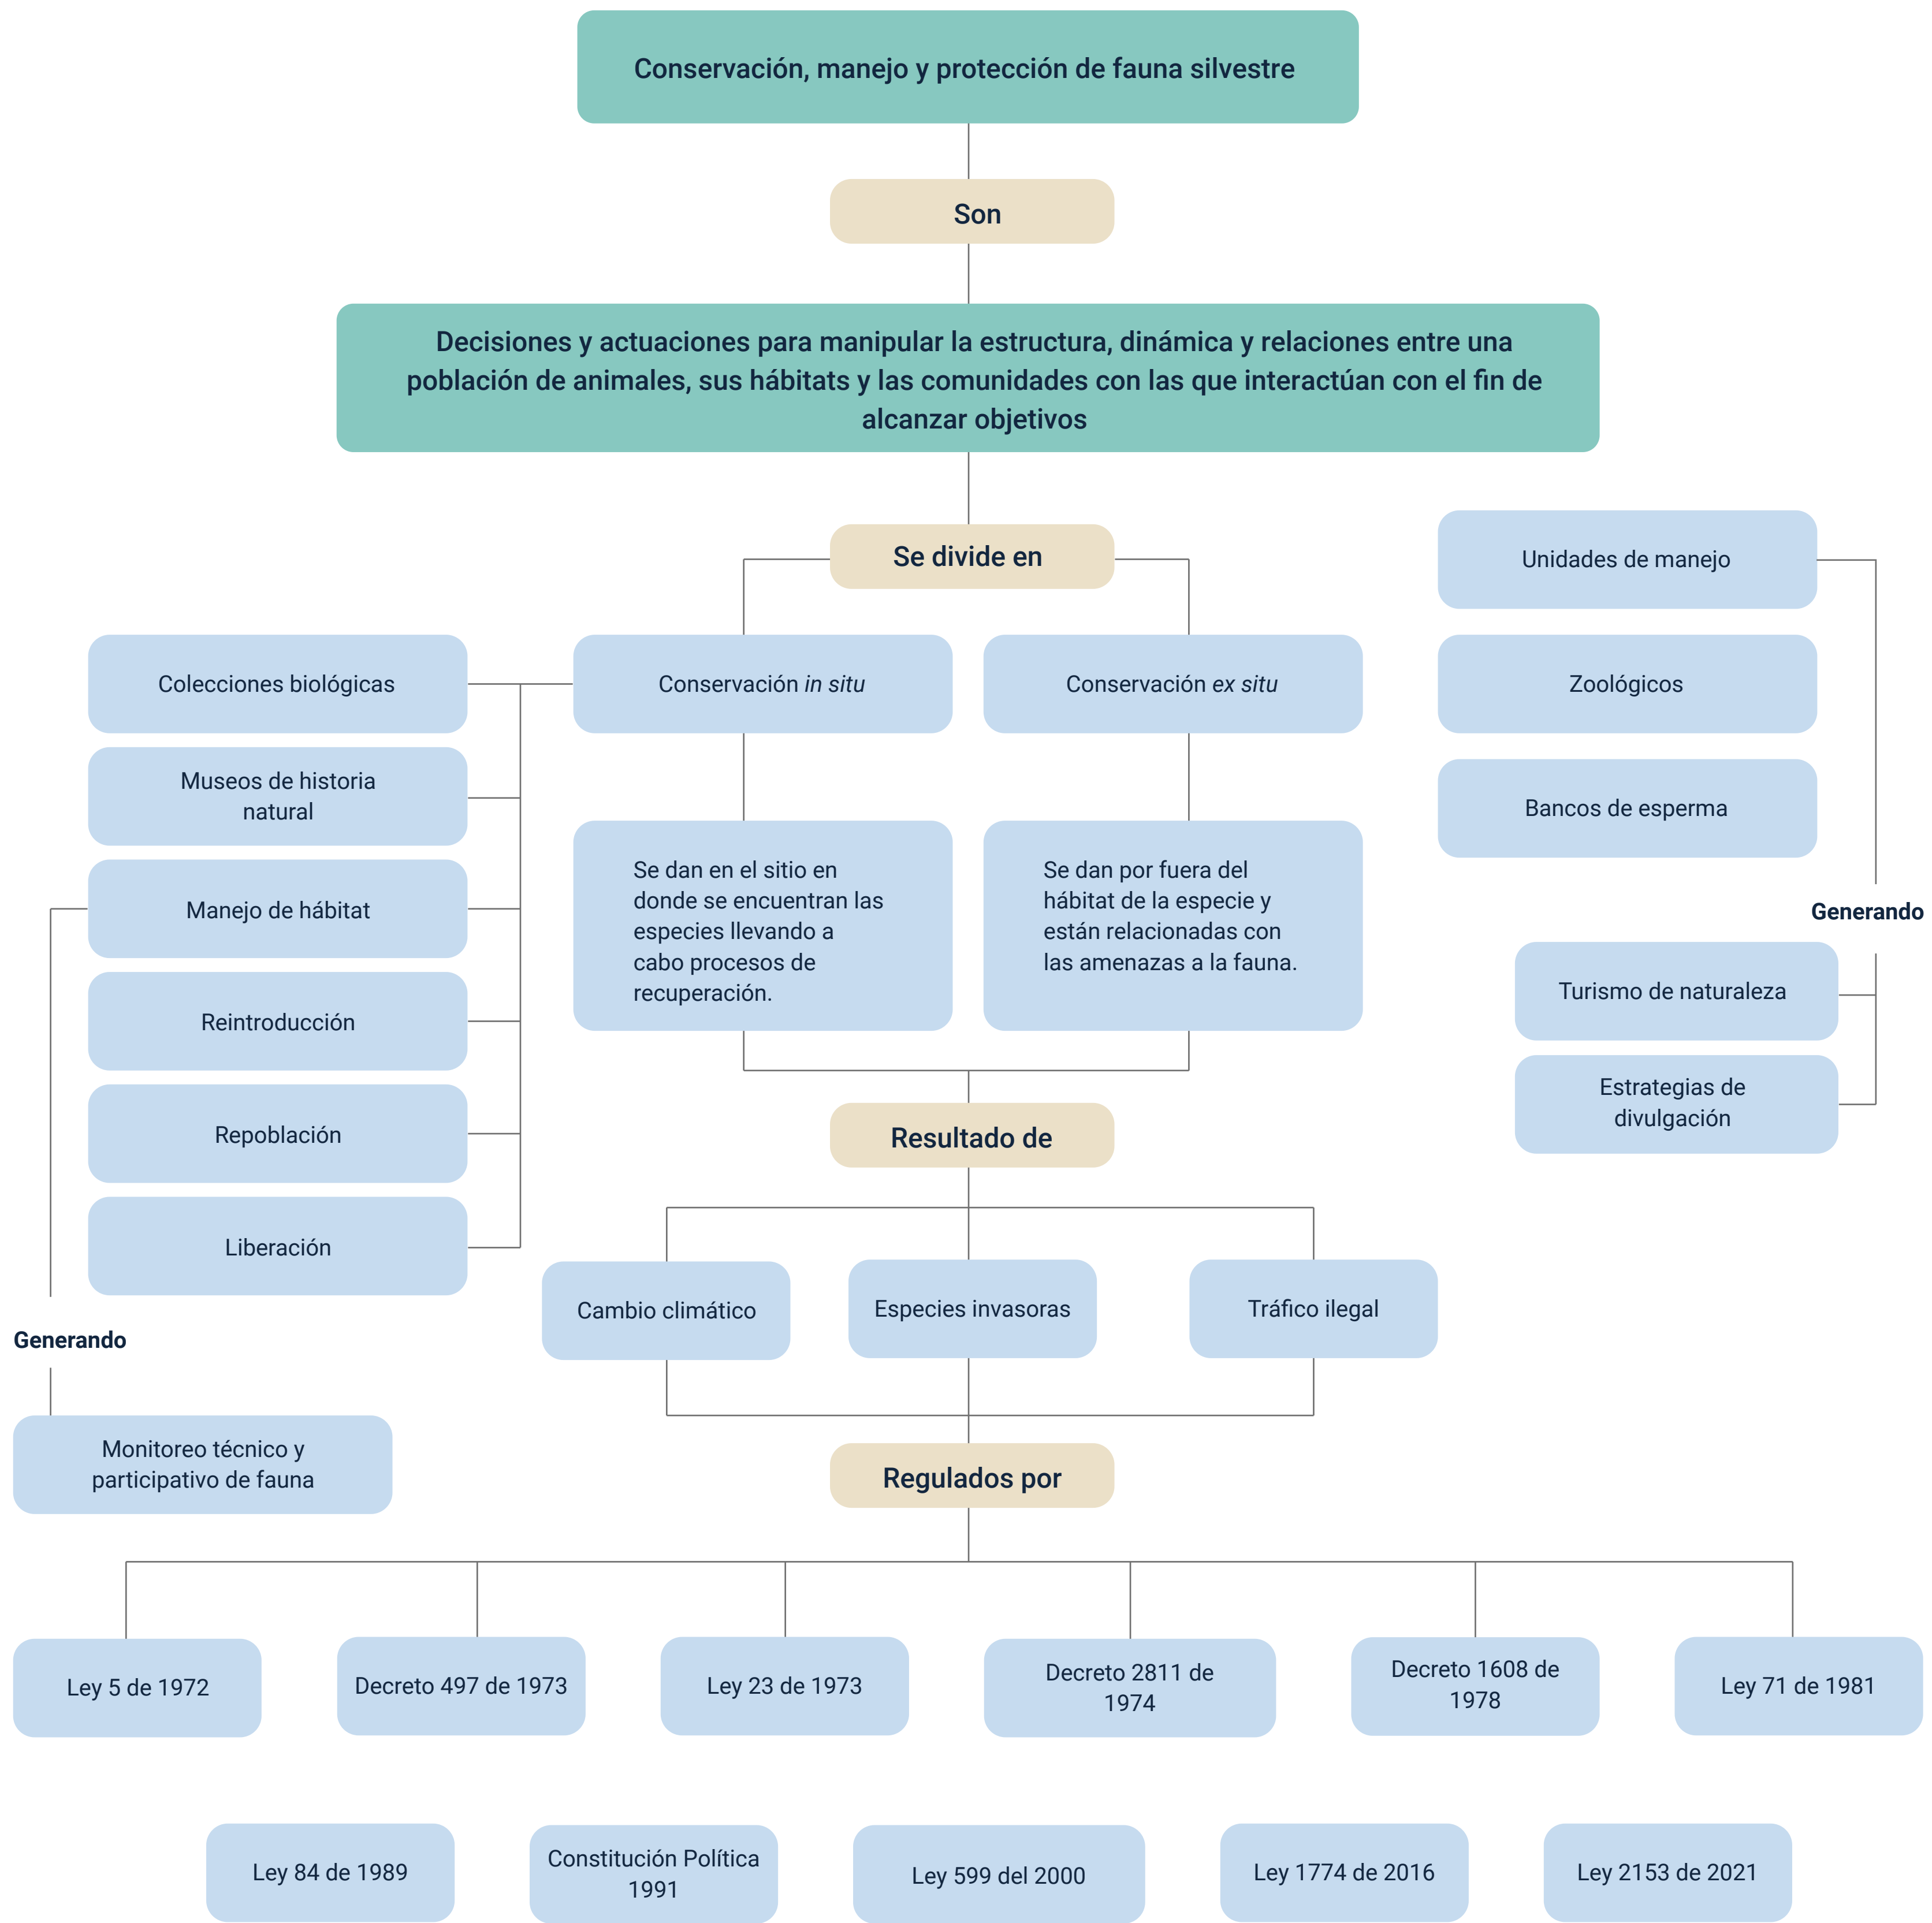 Conservación, manejo y protección de fauna silvestre
Son
Decisiones y actuaciones para manipular la estructura, dinámica y relaciones entre una
población de animales, sus hábitats y las comunidades con las que interactúan con el fin de
alcanzar objetivos
Se divide en
Unidades de manejo
Colecciones biológicas
Conservación in situ
Conservación ex situ
Zoológicos
Museos de historia
natural
Bancos de esperma
Manejo de hábitat
Se dan en el sitio en
donde se encuentran las
especies llevando a
cabo procesos de
recuperación.
Se dan por fuera del
hábitat de la especie y
están relacionadas con
las amenazas a la fauna.
Generando
Turismo de naturaleza
Reintroducción
Estrategias de
divulgación
Repoblación
Resultado de
Liberación
Cambio climático
Especies invasoras
Tráfico ilegal
Generando
Monitoreo técnico y
participativo de fauna
Regulados por
Ley 5 de 1972
Decreto 497 de 1973
Ley 23 de 1973
Decreto 2811 de
1974
Decreto 1608 de
1978
Ley 71 de 1981
Ley 84 de 1989
Constitución Política
1991
Ley 599 del 2000
Ley 1774 de 2016
Ley 2153 de 2021